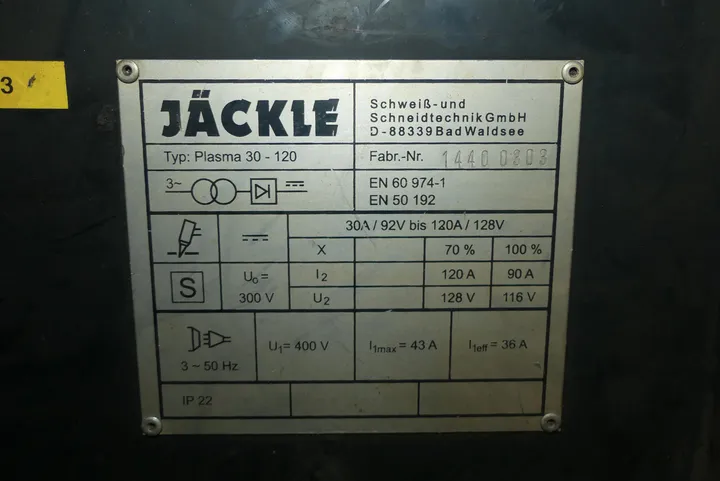 3
JÄCKLE
Schweiß-und
Schneidtechnik GmbH
D-88339 Bad Waldsee
Typ: Plasma 30 - 120
Fabr.-Nr. 1440 0803
3~
EN 60 974-1
EN 50 192
30A / 92V bis 120A / 128V
X 70 % 100 %
S U₀ = 300 V
I₂ 120 A 90 A
U₂ 128 V 116 V
3 ~ 50 Hz
U₁= 400 V
I₁max = 43 A
I₁eff = 36 A
IP 22